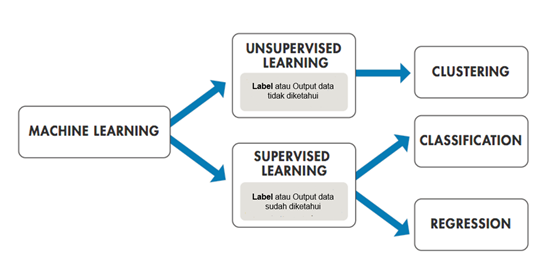 MACHINE LEARNING
UNSUPERVISED
LEARNING
Label atau Output data
tidak diketahui
CLUSTERING
SUPERVISED
LEARNING
Label atau Output data
sudah diketahui
CLASSIFICATION
REGRESSION